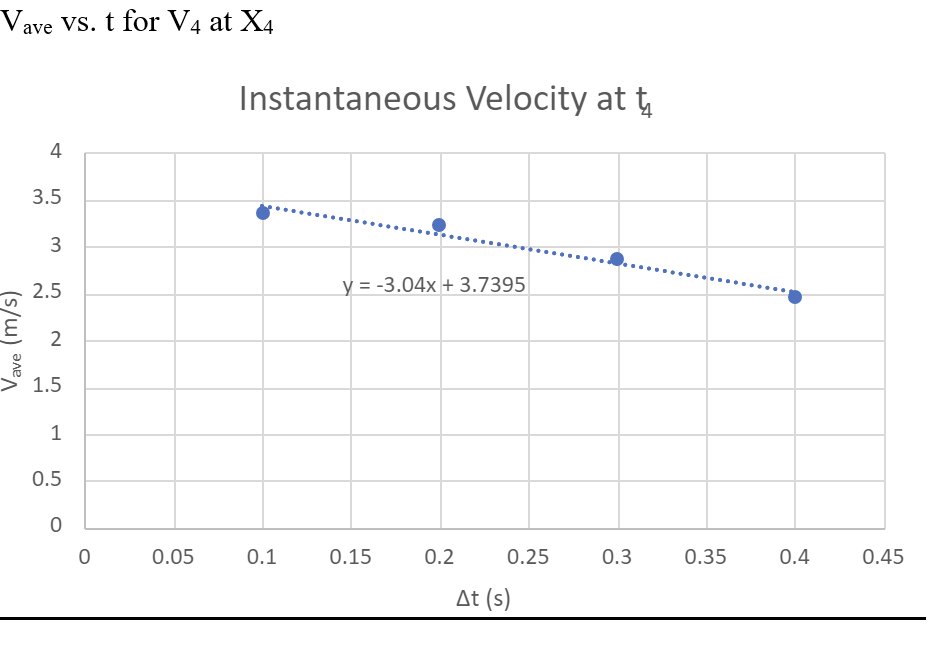 Vave vs. t for V4 at X4
Instantaneous Velocity at t4
4
3.5
3
2.5
2
1.5
1
0.5
0
Vave (m/s)
y = -3.04x + 3.7395
0 0.05 0.1 0.15 0.2 0.25 0.3 0.35 0.4 0.45
Δt (s)